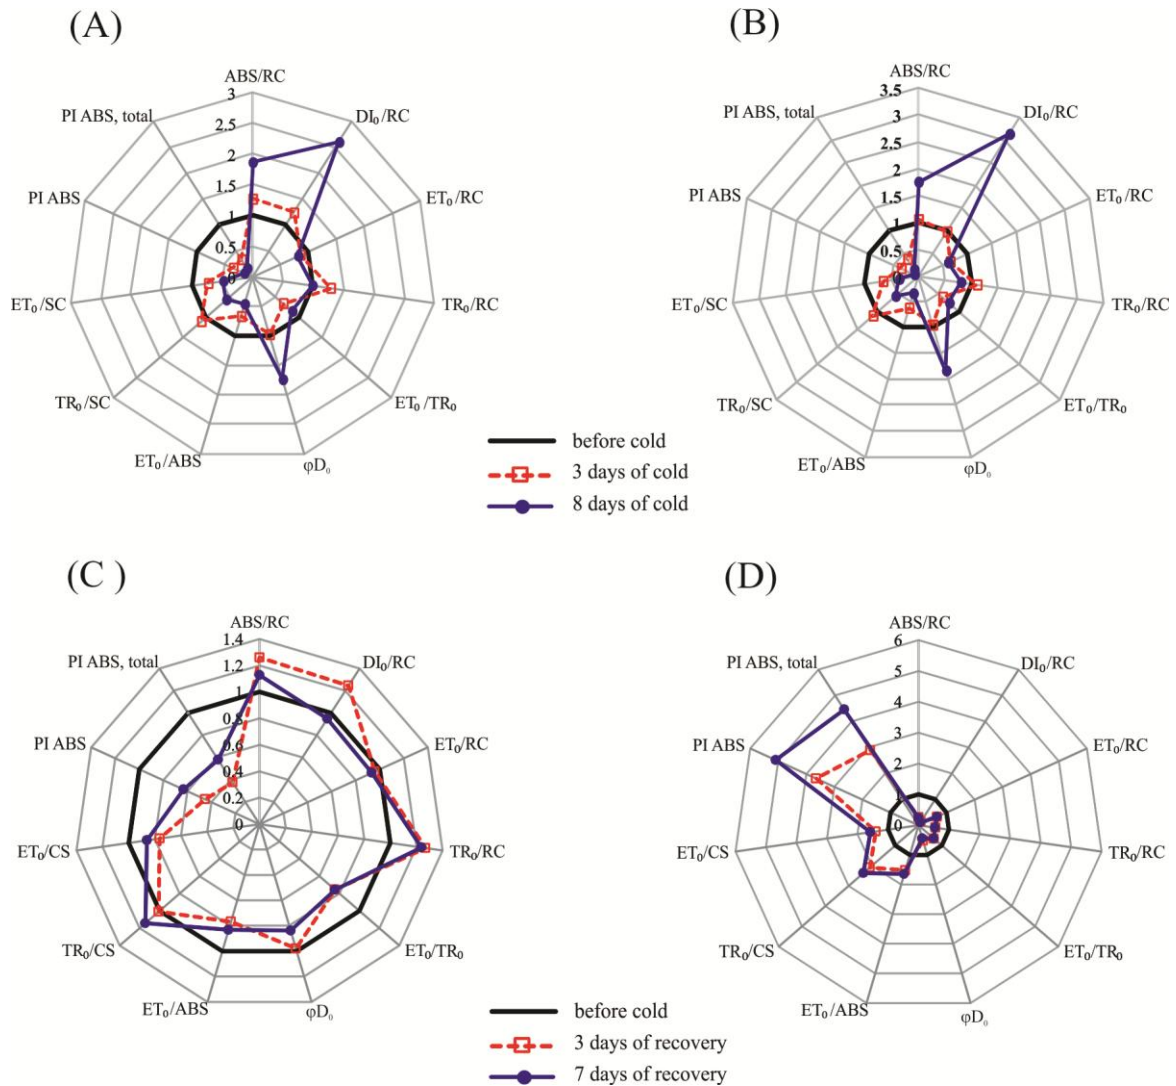 (A)
ABS/RC
DI₀/RC
ET₀/RC
TR₀/RC
ET₀/TR₀
φD₀
ET₀/ABS
TR₀/SC
ET₀/SC
PI ABS
PI ABS, total
3
2.5
2
1.5
1
0.5
0
(B)
ABS/RC
DI₀/RC
ET₀/RC
TR₀/RC
ET₀/TR₀
φD₀
ET₀/ABS
TR₀/SC
ET₀/SC
PI ABS
PI ABS, total
3.5
3
2.5
2
1.5
1
0.5
0
before cold
3 days of cold
8 days of cold
(C )
ABS/RC
DI₀/RC
ET₀/RC
TR₀/RC
ET₀/TR₀
φD₀
ET₀/ABS
TR₀/CS
ET₀/CS
PI ABS
PI ABS, total
1.4
1.2
1
0.8
0.6
0.4
0.2
0
(D)
ABS/RC
DI₀/RC
ET₀/RC
TR₀/RC
ET₀/TR₀
φD₀
ET₀/ABS
TR₀/CS
ET₀/CS
PI ABS
PI ABS, total
6
5
4
3
2
1
0
before cold
3 days of recovery
7 days of recovery